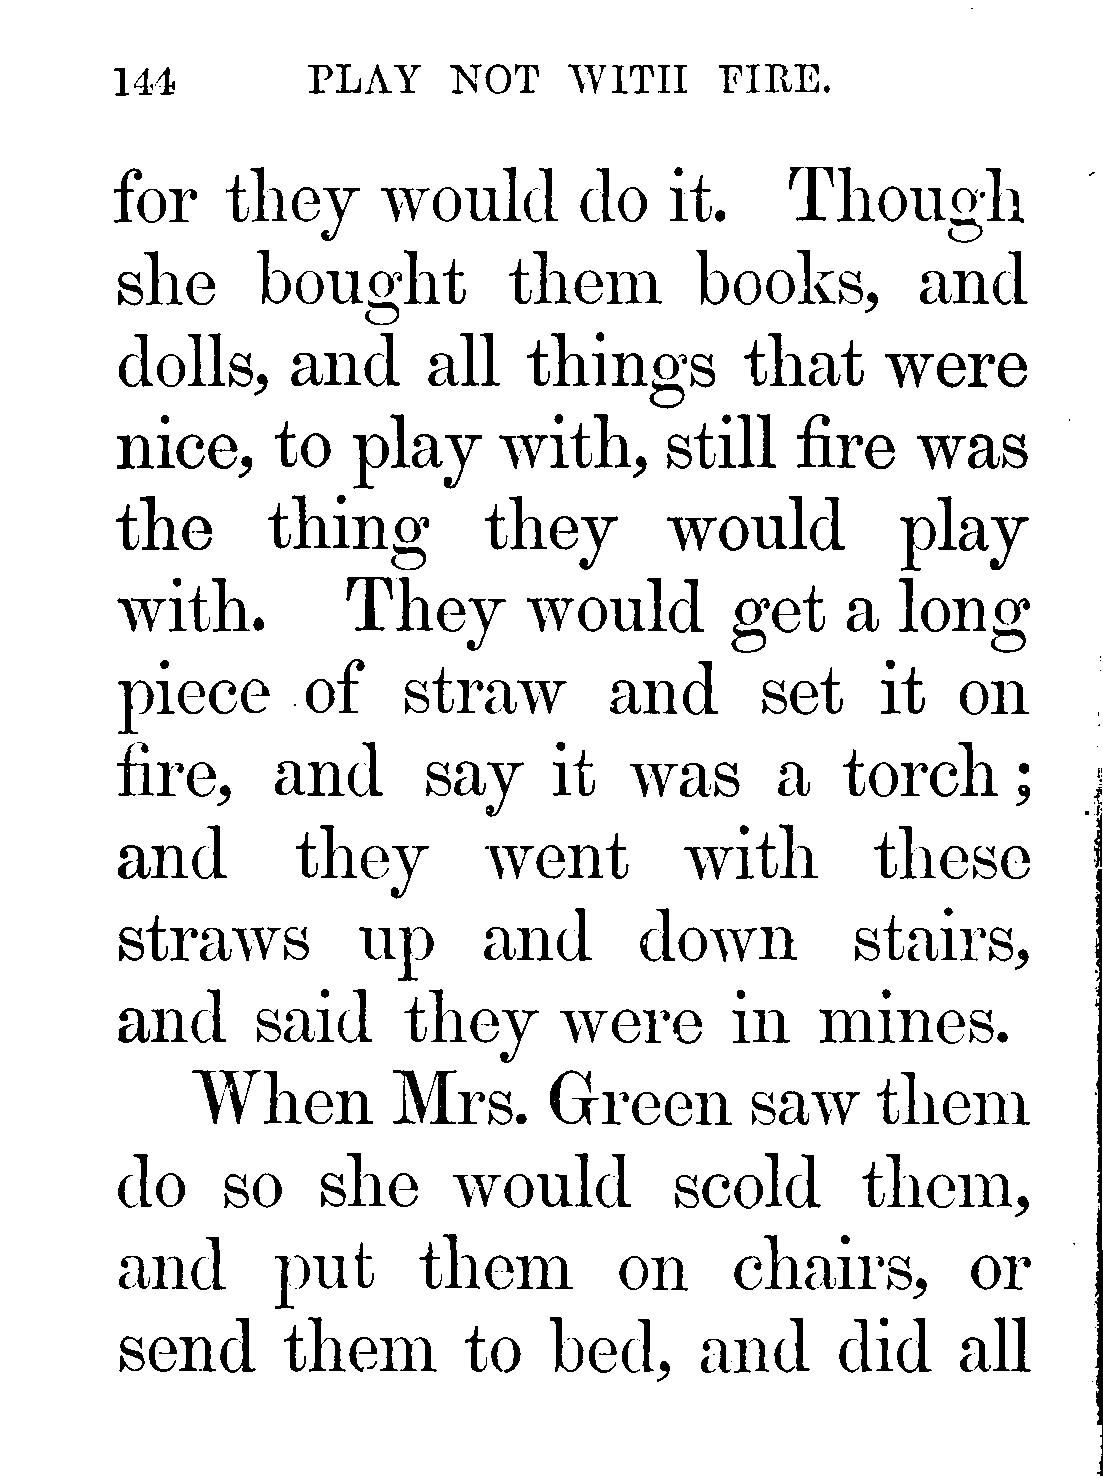 144 PLAY NOT WITH FIRE.
for they would do it. Though
she bought them books, and
dolls, and all things that were
nice, to play with, still fire was
the thing they would play
with. They would get a long
piece of straw and set it on
fire, and say it was a torch;
and they went with these
straws up and down stairs,
and said they were in mines.
When Mrs. Green saw them
do so she would scold them,
and put them on chairs, or
send them to bed, and did all